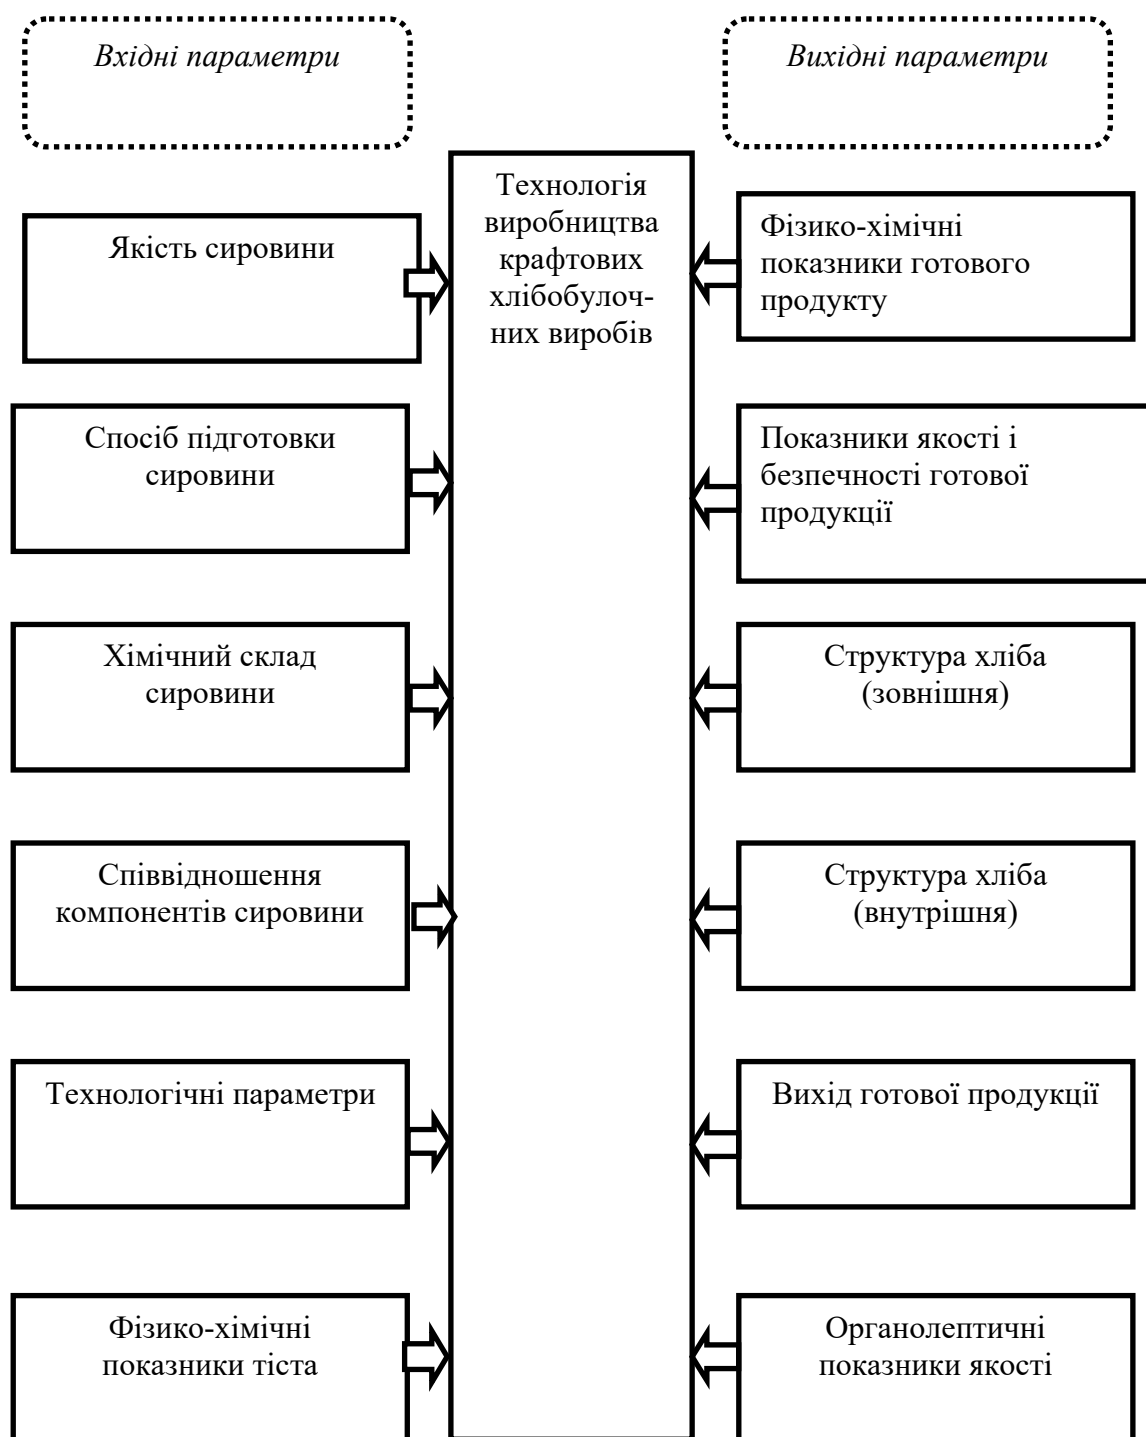 Вхідні параметри
Вихідні параметри
Технологія
виробництва
крафтових
хлібобулоч-
них виробів
Якість сировини
Фізико-хімічні
показники готового
продукту
Спосіб підготовки
сировини
Показники якості і
безпечності готової
продукції
Хімічний склад
сировини
Структура хліба
(зовнішня)
Співвідношення
компонентів сировини
Структура хліба
(внутрішня)
Технологічні параметри
Вихід готової продукції
Фізико-хімічні
показники тіста
Органолептичні
показники якості